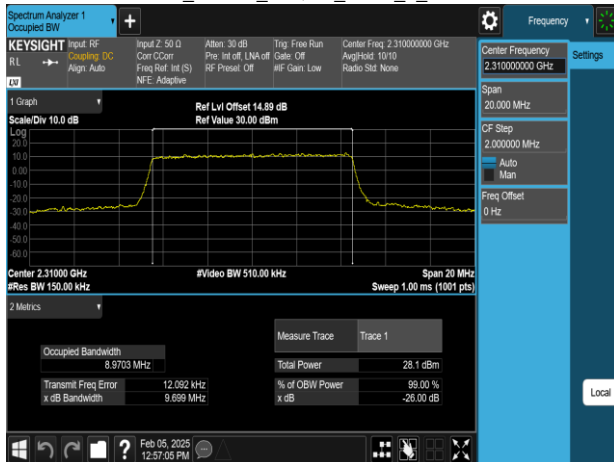 Spectrum Analyzer 1
Occupied BW
+
Frequency
KEYSIGHT Input: RF
RL Coupling: DC
Align: Auto
LXI
Input Z: 50 Ω
Corr CCorr
Freq Ref: Int (S)
NFE: Adaptive
Atten: 30 dB
Pre: Int off, LNA off
RF Presel: Off
Trig: Free Run
Gate: Off
#IF Gain: Low
Center Freq: 2.310000000 GHz
Avg|Hold: 10/10
Radio Std: None
Center Frequency
2.310000000 GHz
Settings
Span
20.000 MHz
CF Step
2.000000 MHz
Auto
Man
Freq Offset
0 Hz
Local
1 Graph
Scale/Div 10.0 dB
Ref Lvl Offset 14.89 dB
Ref Value 30.00 dBm
Log
20.0
10.0
0.00
-10.0
-20.0
-30.0
-40.0
-50.0
-60.0
Center 2.31000 GHz
#Video BW 510.00 kHz
Span 20 MHz
#Res BW 150.00 kHz
Sweep 1.00 ms (1001 pts)
2 Metrics
Measure Trace Trace 1
Occupied Bandwidth
8.9703 MHz
Total Power 28.1 dBm
Transmit Freq Error 12.092 kHz
% of OBW Power 99.00 %
x dB Bandwidth 9.699 MHz
x dB -26.00 dB
?
Feb 05, 2025
12:57:05 PM